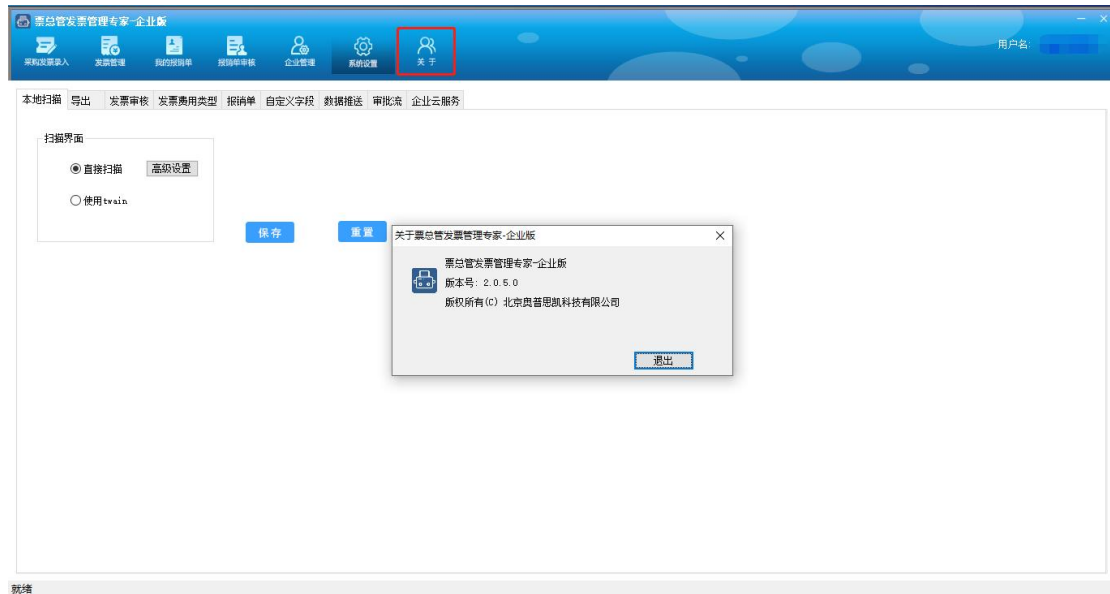 票总管发票管理专家-企业版
用户名:
采购发票录入 发票管理 我的报销单 报销单审核 企业管理 系统设置 关于
本地扫描 导出 发票审核 发票费用类型 报销单 自定义字段 数据推送 审批流 企业云服务
扫描界面
直接扫描 高级设置
使用twain
保存 重置
关于票总管发票管理专家-企业版
票总管发票管理专家-企业版
版本号: 2.0.5.0
版权所有(C) 北京奥普思凯科技有限公司
退出
就绪